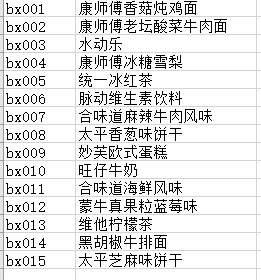 bx001 康师傅香菇炖鸡面
bx002 康师傅老坛酸菜牛肉面
bx003 水动乐
bx004 康师傅冰糖雪梨
bx005 统一冰红茶
bx006 脉动维生素饮料
bx007 合味道麻辣牛肉风味
bx008 太平香葱味饼干
bx009 妙芙欧式蛋糕
bx010 旺仔牛奶
bx011 合味道海鲜风味
bx012 蒙牛真果粒蓝莓味
bx013 维他柠檬茶
bx014 黑胡椒牛排面
bx015 太平芝麻味饼干